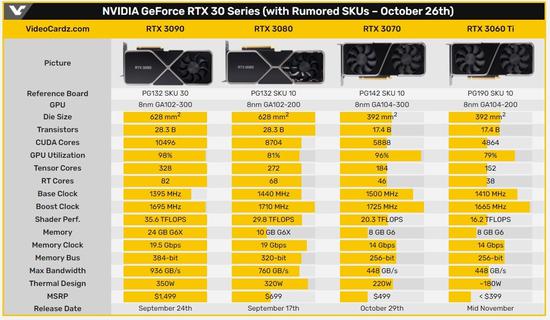 NVIDIA GeForce RTX 30 Series (with Rumored SKUs – October 26th)
VideoCardz.com RTX 3090 RTX 3080 RTX 3070 RTX 3060 Ti
Picture
Reference Board PG132 SKU 30 PG132 SKU 10 PG142 SKU 10 PG190 SKU 10
GPU 8nm GA102-300 8nm GA102-200 8nm GA104-300 8nm GA104-200
Die Size 628 mm² 628 mm² 392 mm² 392 mm²
Transistors 28.3 B 28.3 B 17.4 B 17.4 B
CUDA Cores 10496 8704 5888 4864
GPU Utilization 98% 81% 96% 79%
Tensor Cores 328 272 184 152
RT Cores 82 68 46 38
Base Clock 1395 MHz 1440 MHz 1500 MHz 1410 MHz
Boost Clock 1695 MHz 1710 MHz 1725 MHz 1665 MHz
Shader Perf. 35.6 TFLOPS 29.8 TFLOPS 20.3 TFLOPS 16.2 TFLOPS
Memory 24 GB G6X 10 GB G6X 8 GB G6 8 GB G6
Memory Clock 19.5 Gbps 19 Gbps 14 Gbps 14 Gbps
Memory Bus 384-bit 320-bit 256-bit 256-bit
Max Bandwidth 936 GB/s 760 GB/s 448 GB/s 448 GB/s
Thermal Design 350W 320W 220W ~180W
MSRP $1,499 $699 $499 < $399
Release Date September 24th September 17th October 29th Mid November